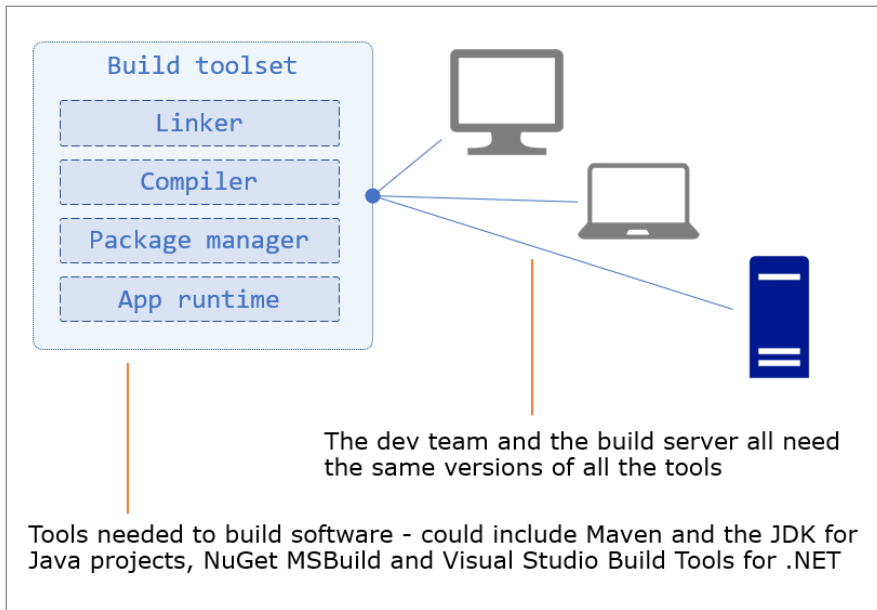 Build toolset
Linker
Compiler
Package manager
App runtime
The dev team and the build server all need
the same versions of all the tools
Tools needed to build software - could include Maven and the JDK for
Java projects, NuGet MSBuild and Visual Studio Build Tools for .NET